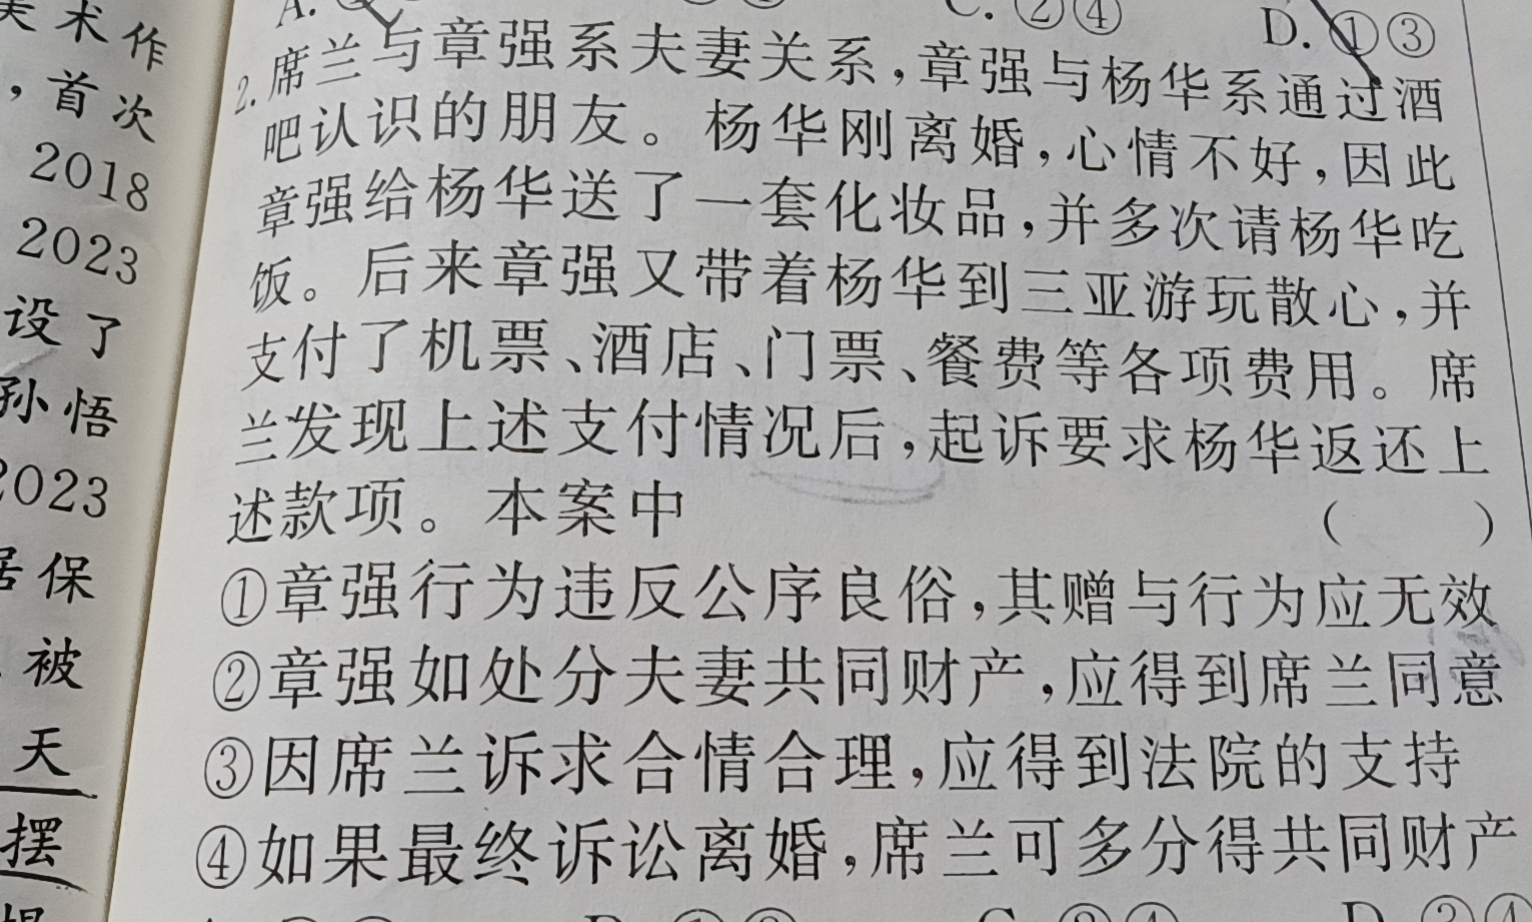 美术作
，首次
2018
2023
设了
孙悟
2023
居保
被
天
摆
A.
C. ②④
D. ①③
2. 席兰与章强系夫妻关系，章强与杨华系通过酒
吧认识的朋友。杨华刚离婚，心情不好，因此
章强给杨华送了一套化妆品，并多次请杨华吃
饭。后来章强又带着杨华到三亚游玩散心，并
支付了机票、酒店、门票、餐费等各项费用。席
兰发现上述支付情况后，起诉要求杨华返还上
述款项。本案中 （ ）
①章强行为违反公序良俗，其赠与行为应无效
②章强如处分夫妻共同财产，应得到席兰同意
③因席兰诉求合情合理，应得到法院的支持
④如果最终诉讼离婚，席兰可多分得共同财产